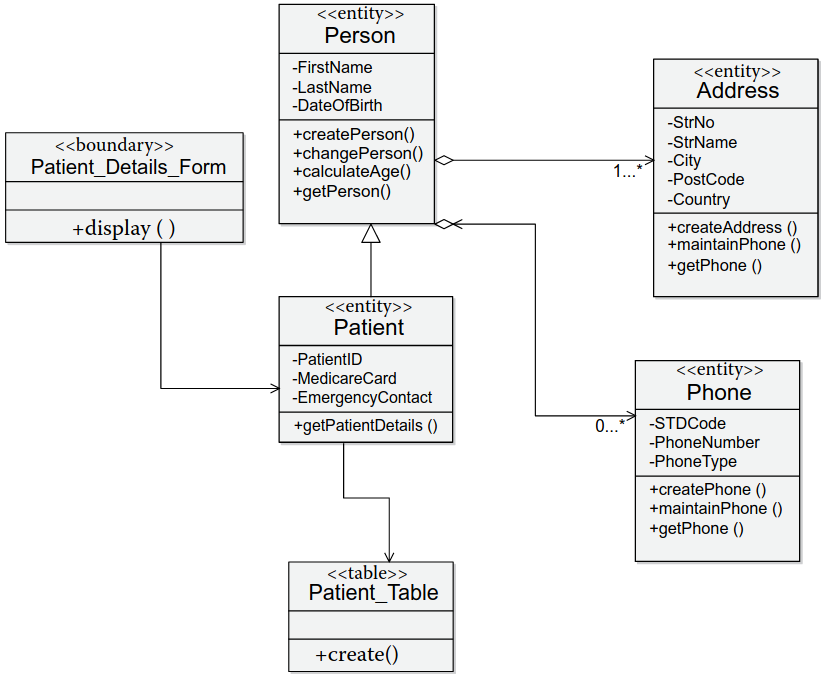 <<entity>>
Person
-FirstName
-LastName
-DateOfBirth
+createPerson()
+changePerson()
+calculateAge()
+getPerson()
<<entity>>
Address
-StrNo
-StrName
-City
-PostCode
-Country
+createAddress ()
+maintainPhone ()
+getPhone ()
1...*
<<boundary>>
Patient_Details_Form
+display ( )
<<entity>>
Patient
-PatientID
-MedicareCard
-EmergencyContact
+getPatientDetails ()
<<entity>>
Phone
-STDCode
-PhoneNumber
-PhoneType
+createPhone ()
+maintainPhone ()
+getPhone ()
0...*
<<table>>
Patient_Table
+create()